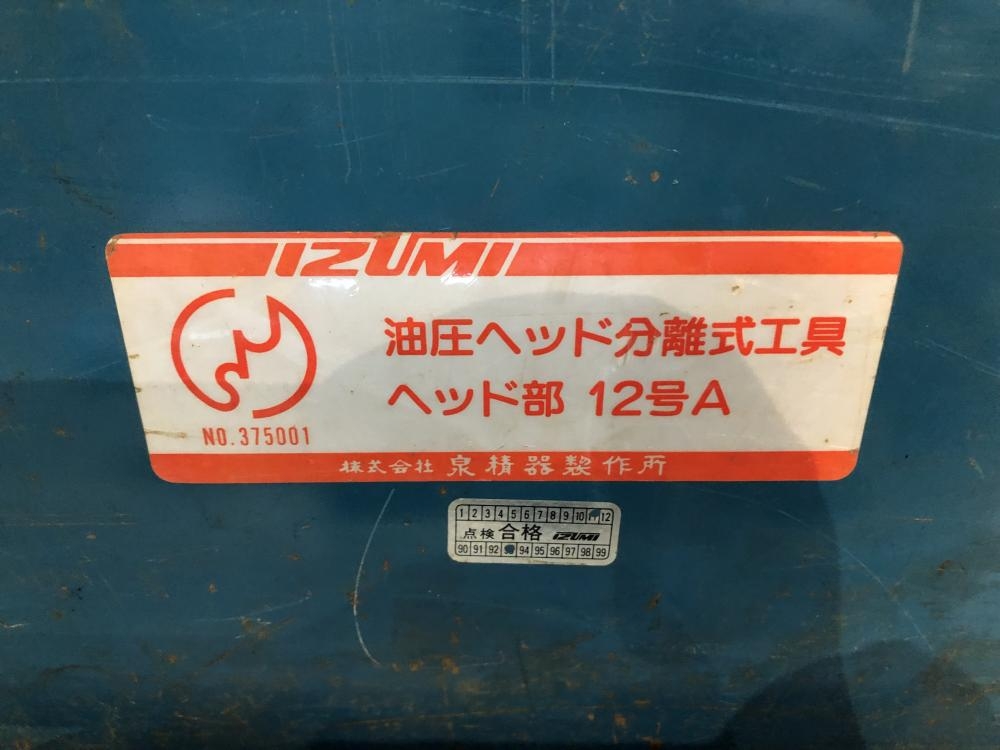 IZUMI
油圧ヘッド分離式工具
ヘッド部 12号A
NO.375001
株式会社 泉精器製作所
1 2 3 4 5 6 7 8 9 10 11 12
点検 合格 IZUMI
90 91 92 94 95 96 97 98 99